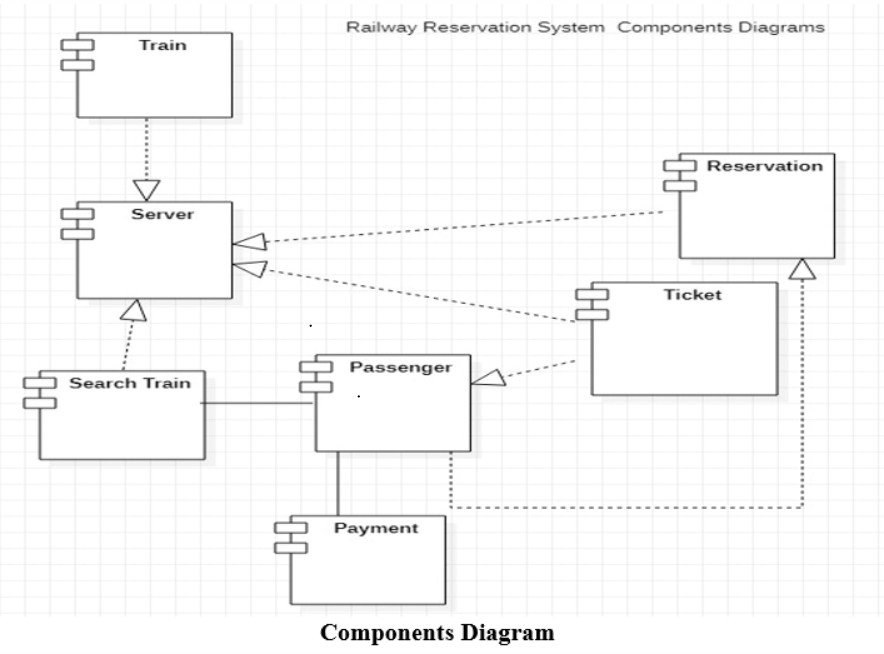 Railway Reservation System  Components Diagrams
Train
Reservation
Server
Ticket
Passenger
Search Train
Payment
Components Diagram